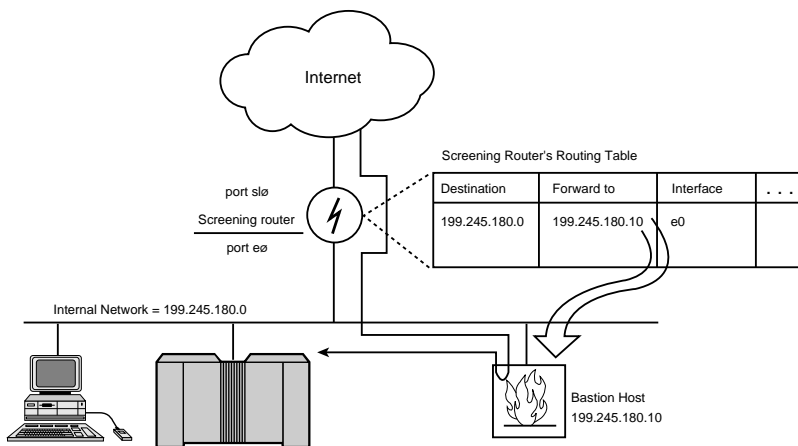 Internet
Screening Router's Routing Table
Destination Forward to Interface . . .
199.245.180.0 199.245.180.10 e0
port slø
Screening router
port eø
Internal Network = 199.245.180.0
Bastion Host
199.245.180.10